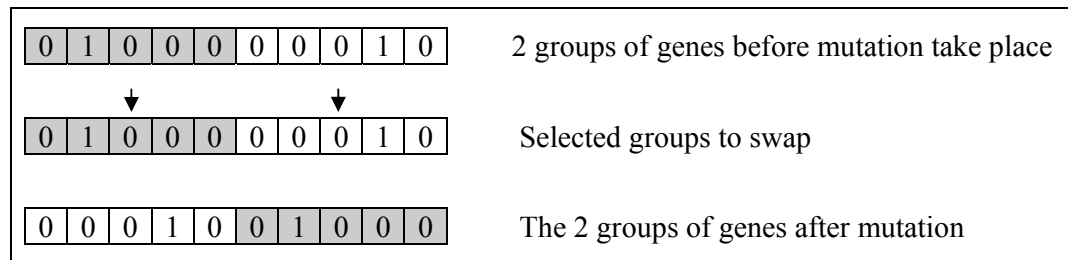 0 1 0 0 0 0 0 0 1 0 2 groups of genes before mutation take place
0 1 0 0 0 0 0 0 1 0 Selected groups to swap
0 0 0 1 0 0 1 0 0 0 The 2 groups of genes after mutation